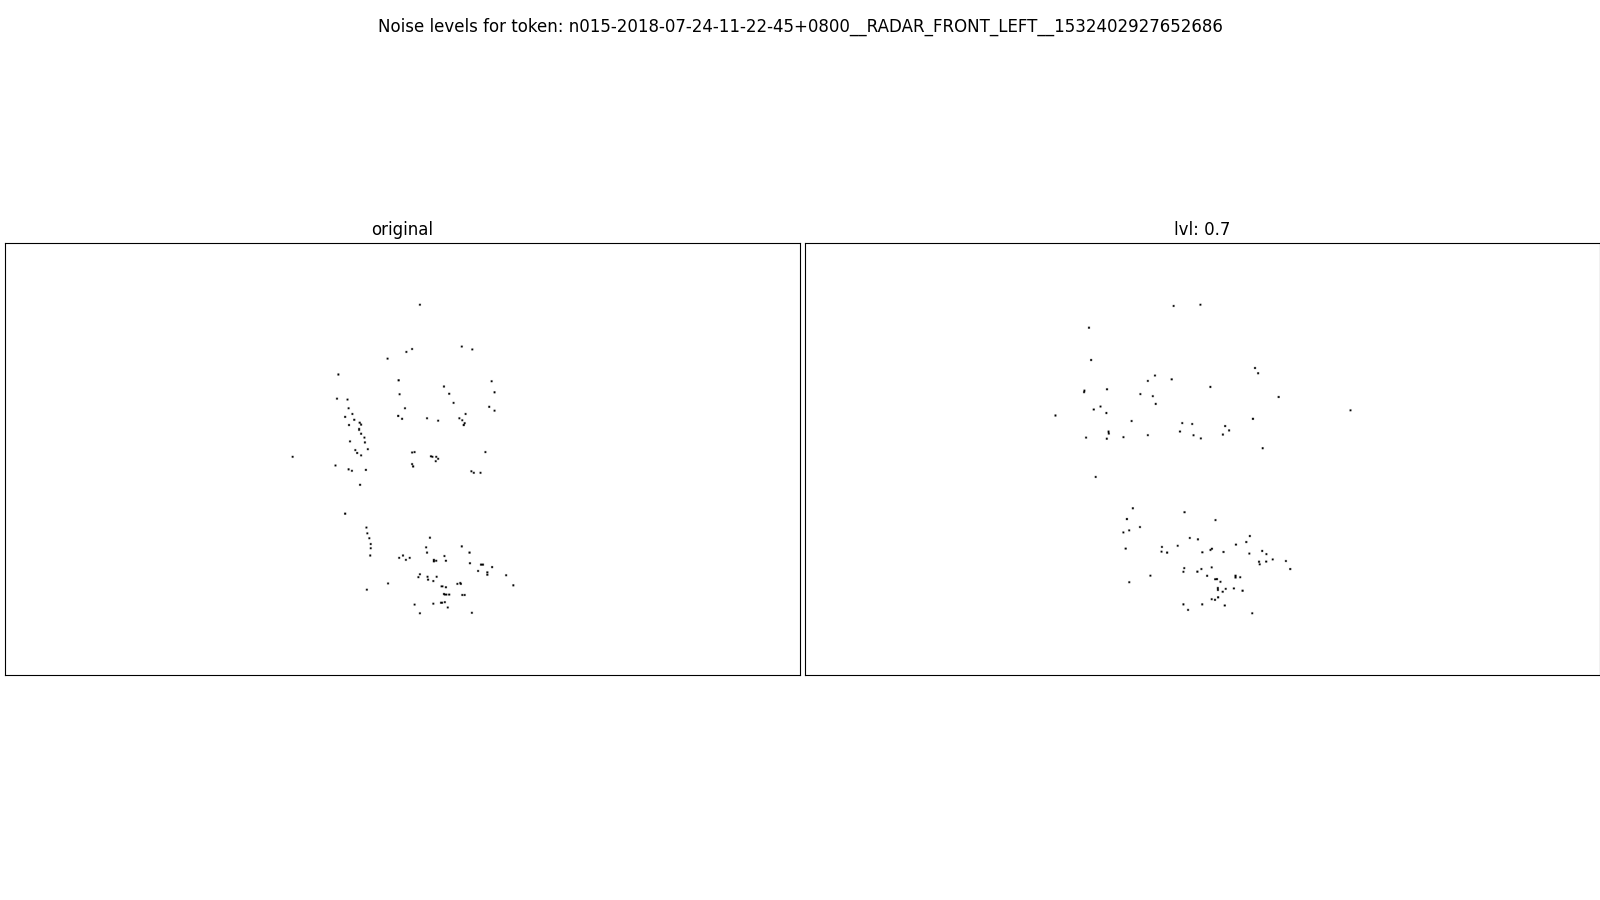 Noise levels for token: n015-2018-07-24-11-22-45+0800__RADAR_FRONT_LEFT__1532402927652686
original
lvl: 0.7